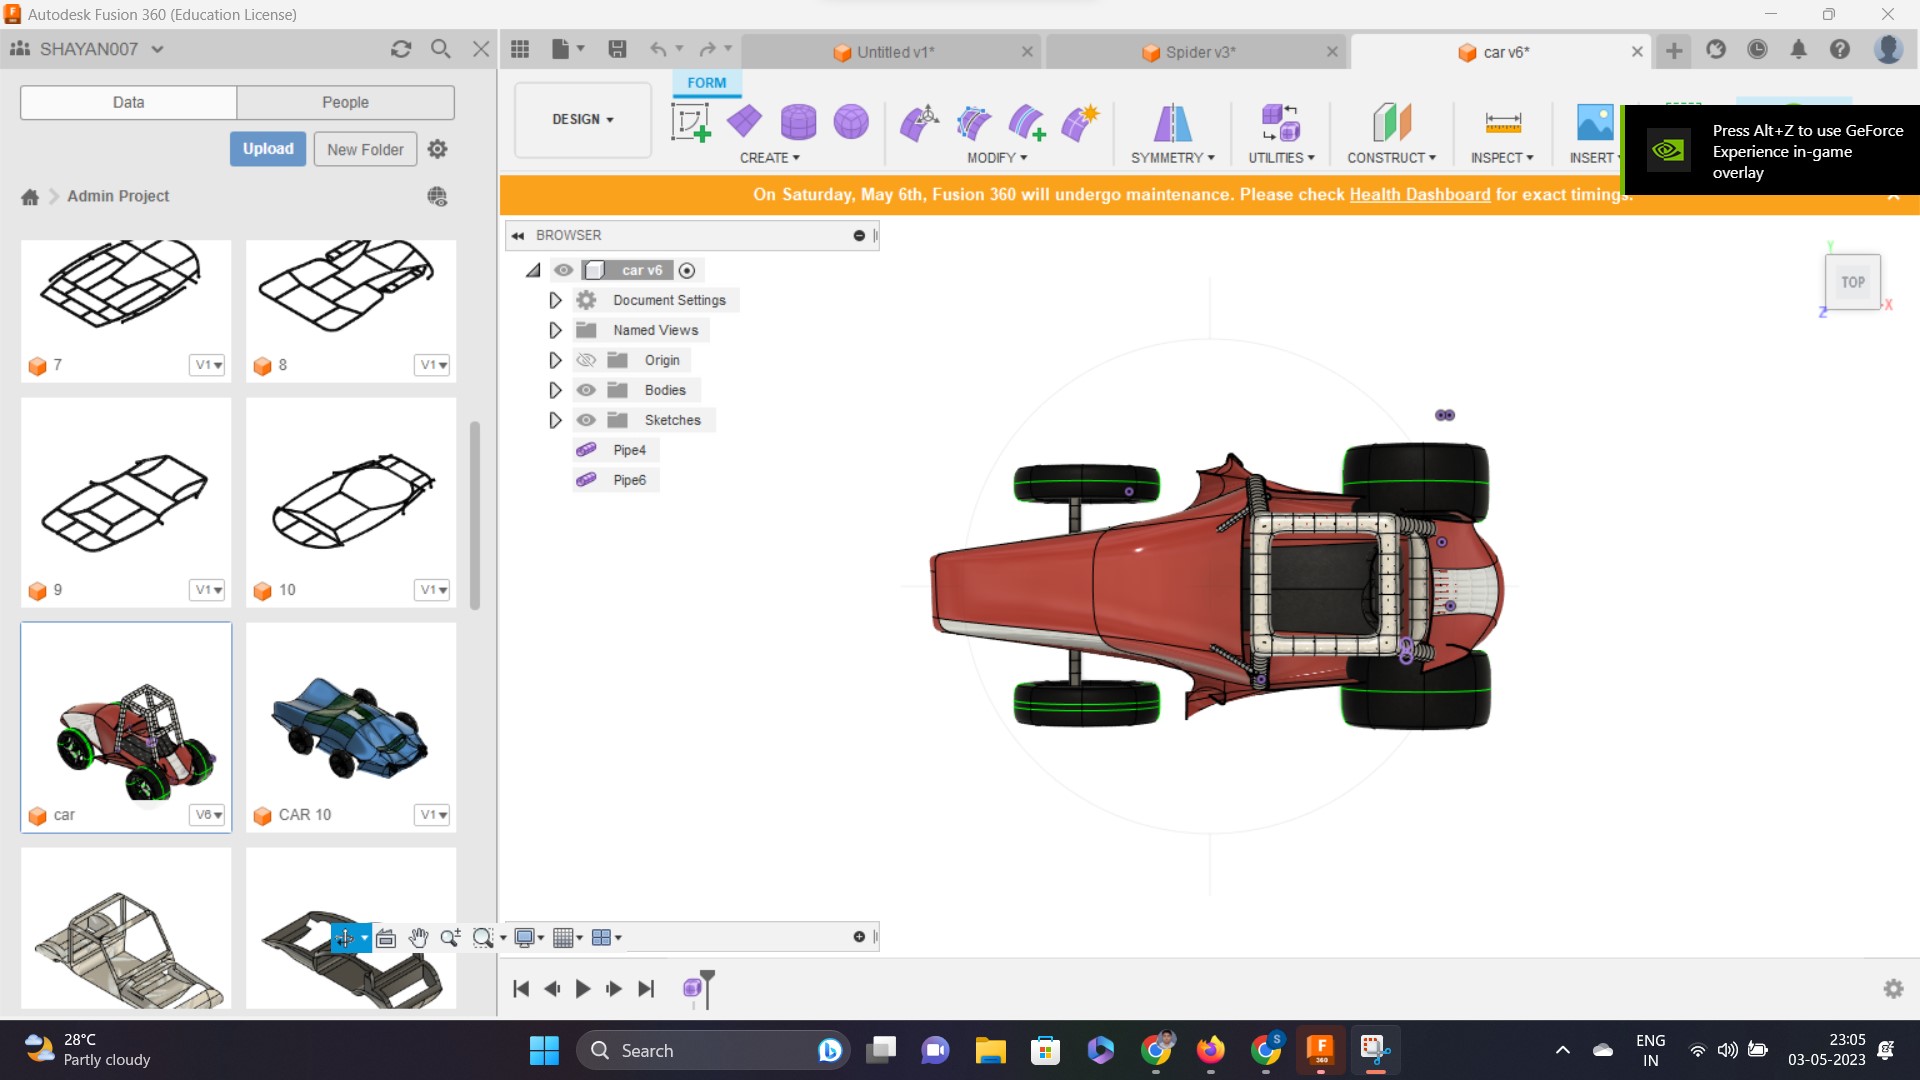 Autodesk Fusion 360 (Education License)
SHAYAN007
Untitled v1*
Spider v3*
car v6*
Data
People
Upload
New Folder
Admin Project
7
V1
8
V1
9
V1
10
V1
car
V6
CAR 10
V1
FORM
DESIGN
CREATE
MODIFY
SYMMETRY
UTILITIES
CONSTRUCT
INSPECT
INSERT
Press Alt+Z to use GeForce
Experience in-game
overlay
On Saturday, May 6th, Fusion 360 will undergo maintenance. Please check Health Dashboard for exact timings.
BROWSER
car v6
Document Settings
Named Views
Origin
Bodies
Sketches
Pipe4
Pipe6
Y
TOP
Z
X
28°C
Partly cloudy
Search
S
F
360
ENG
IN
23:05
03-05-2023